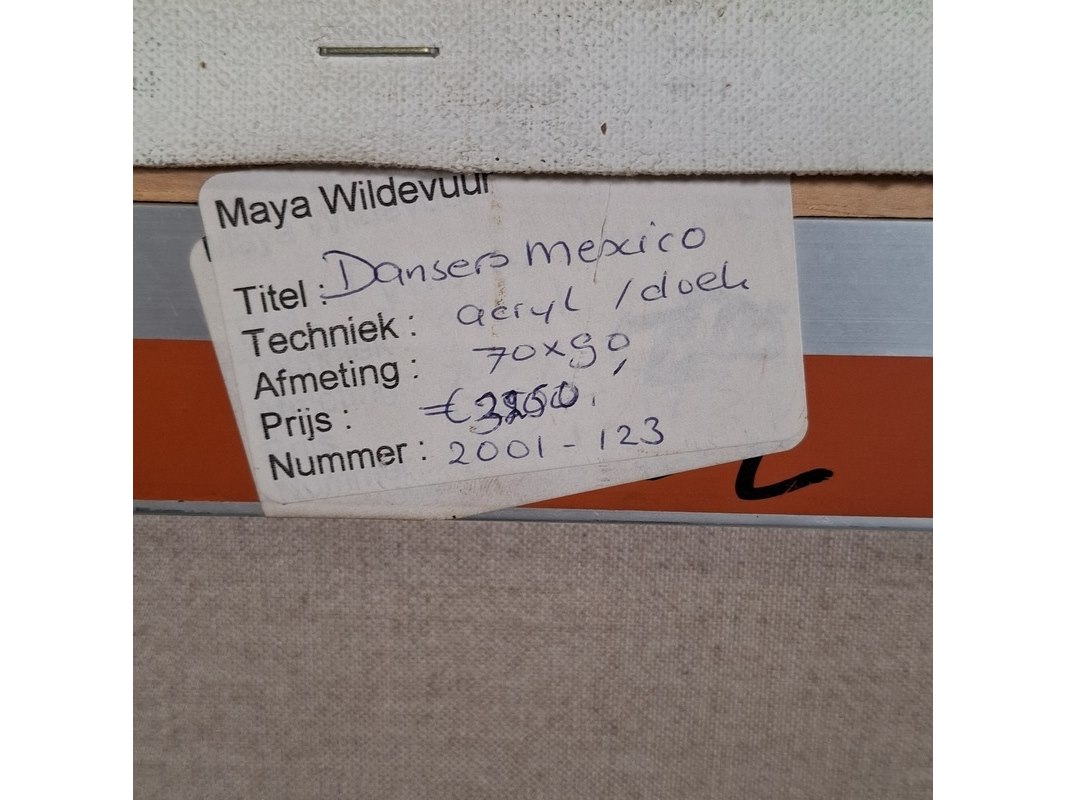 Maya Wildevuur
Titel : Dansers mexico
Techniek : acryl / doek
Afmeting : 70x90
Prijs : €
Nummer : 2001-123